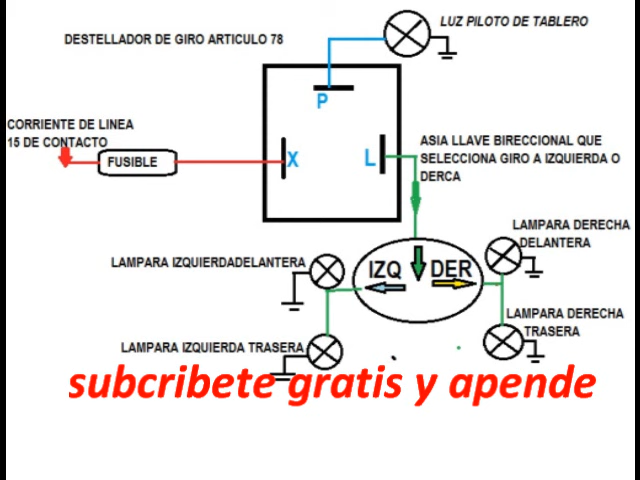 LUZ PILOTO DE TABLERO
DESTELLADOR DE GIRO ARTICULO 78
P
CORRIENTE DE LINEA
15 DE CONTACTO
FUSIBLE
X
L
ASIA LLAVE BIRECCIONAL QUE
SELECCIONA GIRO A IZQUIERDA O
DERCA
LAMPARA DERECHA
DELANTERA
LAMPARA IZQUIERDADELANTERA
IZQ
DER
LAMPARA DERECHA
TRASERA
LAMPARA IZQUIERDA TRASERA
subcribete gratis y apende